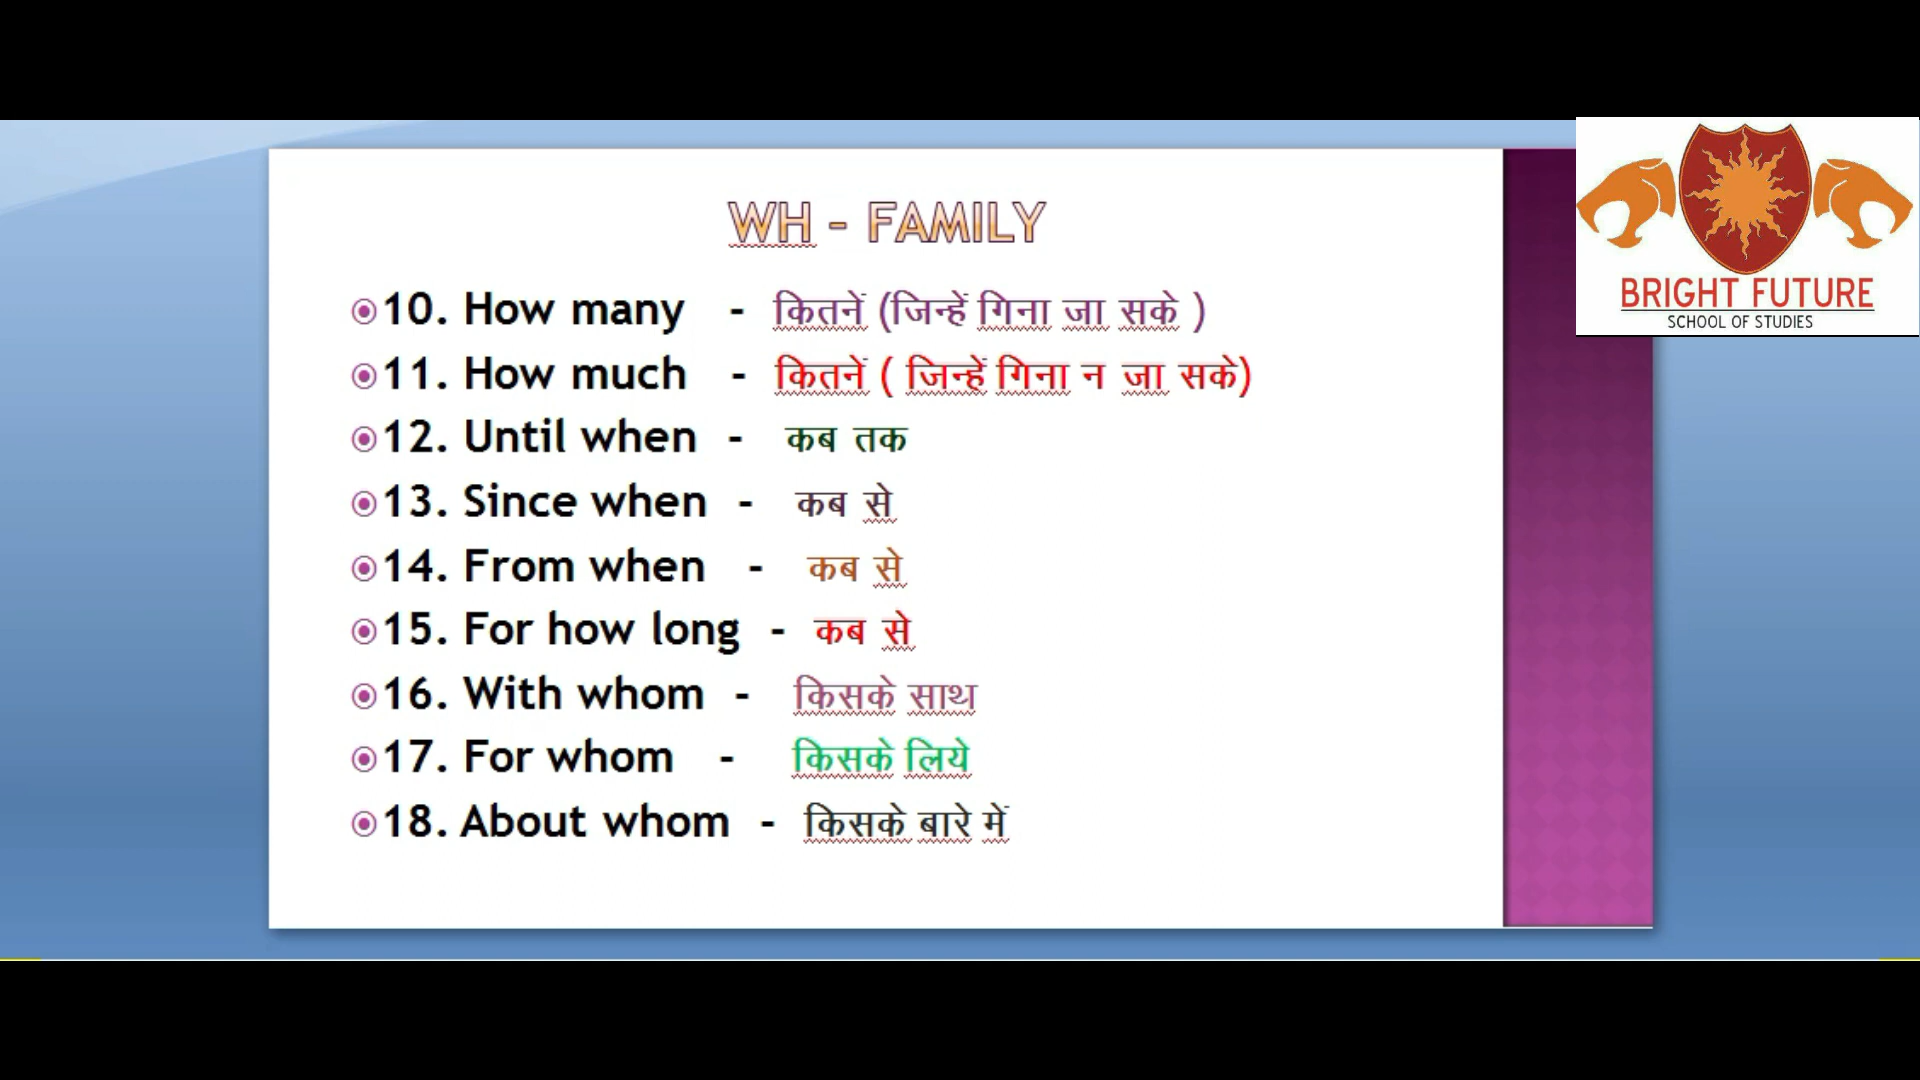 WH - FAMILY
10. How many - कितनें (जिन्हें गिना जा सके )
11. How much - कितनें ( जिन्हें गिना न जा सके)
12. Until when - कब तक
13. Since when - कब से
14. From when - कब से
15. For how long - कब से
16. With whom - किसके साथ
17. For whom - किसके लिये
18. About whom - किसके बारे में
BRIGHT FUTURE
SCHOOL OF STUDIES